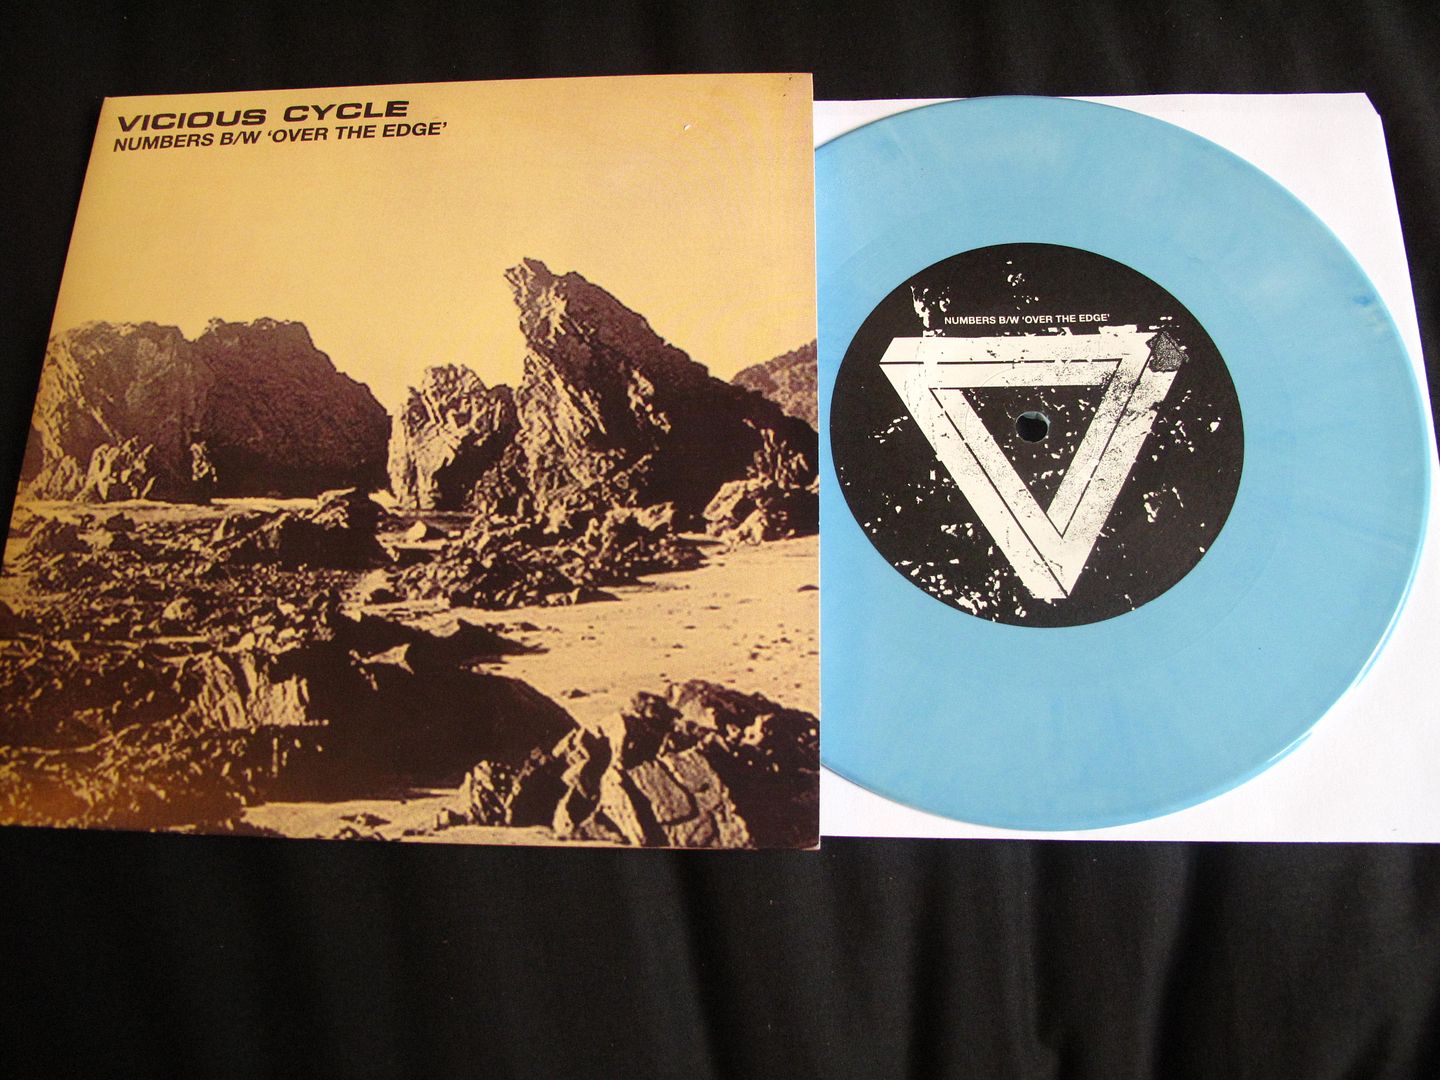 VICIOUS CYCLE
NUMBERS B/W ‘OVER THE EDGE’
NUMBERS B/W ‘OVER THE EDGE’